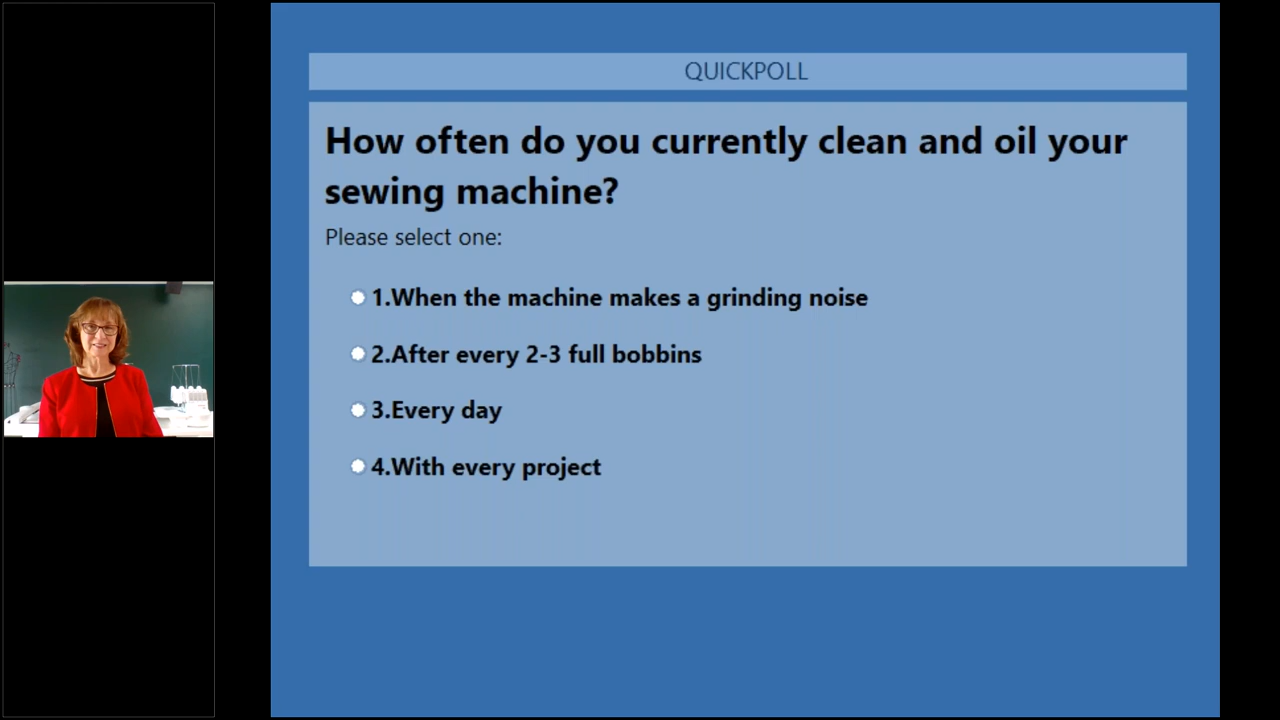 QUICKPOLL
How often do you currently clean and oil your
sewing machine?
Please select one:
1.When the machine makes a grinding noise
2.After every 2-3 full bobbins
3.Every day
4.With every project